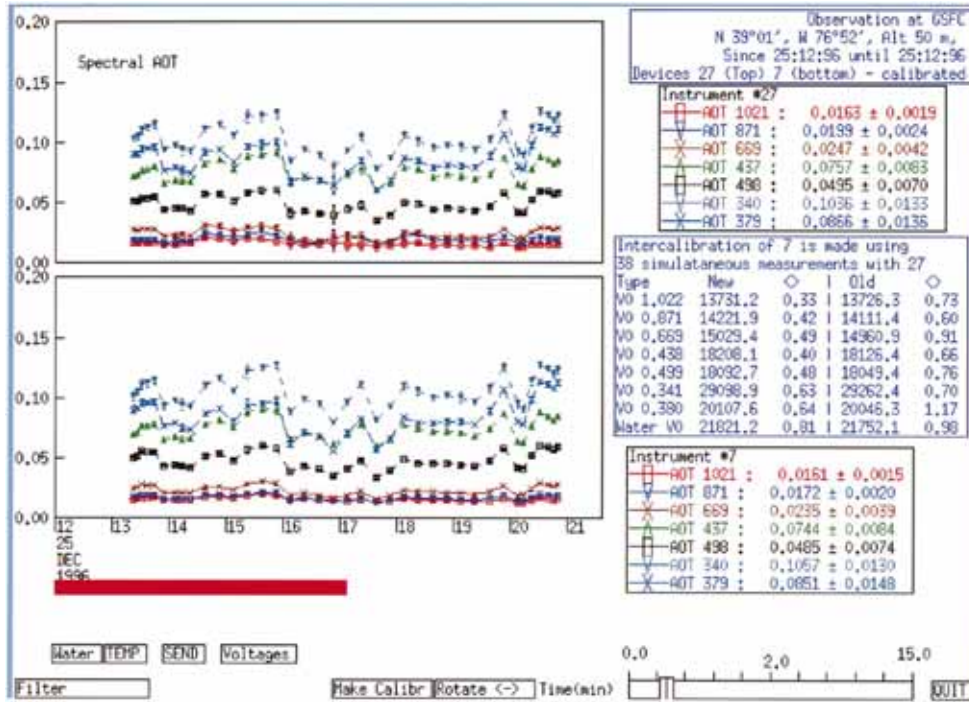 0.20
Spectral AOT
0.15
0.10
0.05
0.00
0.20
0.15
0.10
0.05
0.00
12 13 14 15 16 17 18 19 20 21
25
DEC
1996
Observation at GSFC
N 39°01', W 76°52', Alt 50 m,
Since 25:12:96 until 25:12:96
Devices 27 (Top) 7 (bottom) - calibrated
Instrument #27
AOT 1021 : 0.0163 ± 0.0019
AOT 871 : 0.0199 ± 0.0024
AOT 669 : 0.0247 ± 0.0042
AOT 437 : 0.0757 ± 0.0083
AOT 498 : 0.0495 ± 0.0070
AOT 340 : 0.1036 ± 0.0133
AOT 379 : 0.0866 ± 0.0136
Intercalibration of 7 is made using
38 simulataneous measurements with 27
Type New ◇ | Old ◇
V0 1.022 13731.2 0.33 | 13726.3 0.73
V0 0.871 14221.9 0.42 | 14111.4 0.60
V0 0.669 15029.4 0.49 | 14960.9 0.91
V0 0.438 18208.1 0.40 | 18126.4 0.66
V0 0.499 18092.7 0.48 | 18049.4 0.76
V0 0.341 29098.9 0.63 | 29262.4 0.70
V0 0.380 20107.6 0.64 | 20046.3 1.17
Water V0 21821.2 0.81 | 21752.1 0.98
Instrument #7
AOT 1021 : 0.0161 ± 0.0015
AOT 871 : 0.0172 ± 0.0020
AOT 669 : 0.0235 ± 0.0039
AOT 437 : 0.0744 ± 0.0084
AOT 498 : 0.0485 ± 0.0074
AOT 340 : 0.1057 ± 0.0130
AOT 379 : 0.0851 ± 0.0148
Water TEMP SEND Voltages
Filter
Make Calibr Rotate <-> Time(min)
0.0 2.0 15.0
QUIT